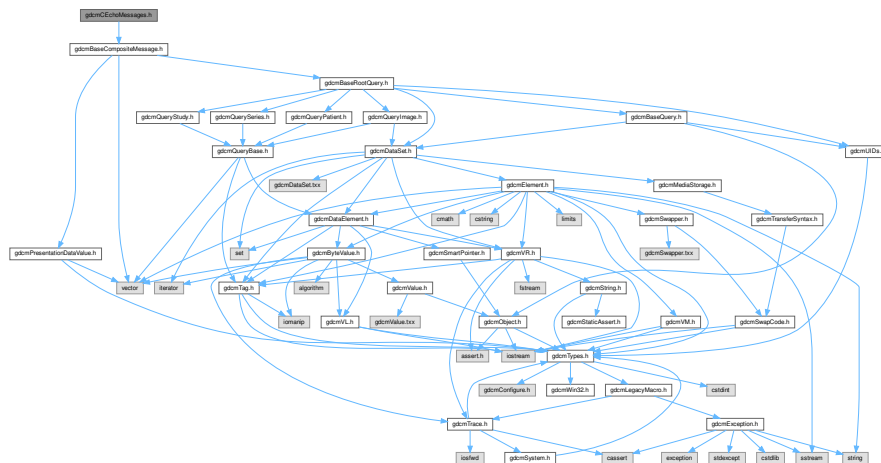 gdcmCEchoMessages.h
gdcmBaseCompositeMessage.h
gdcmBaseRootQuery.h
gdcmQueryStudy.h
gdcmQuerySeries.h
gdcmQueryPatient.h
gdcmQueryImage.h
gdcmBaseQuery.h
gdcmQueryBase.h
gdcmDataSet.h
gdcmUIDs.h
gdcmDataSet.txx
gdcmElement.h
gdcmMediaStorage.h
gdcmDataElement.h
cmath
cstring
limits
gdcmSwapper.h
gdcmTransferSyntax.h
gdcmPresentationDataValue.h
set
gdcmByteValue.h
gdcmSmartPointer.h
gdcmVR.h
gdcmSwapper.txx
vector
iterator
gdcmTag.h
algorithm
gdcmValue.h
fstream
gdcmString.h
iomanip
gdcmVL.h
gdcmValue.txx
gdcmObject.h
gdcmStaticAssert.h
gdcmVM.h
gdcmSwapCode.h
assert.h
iostream
gdcmTypes.h
gdcmConfigure.h
gdcmWin32.h
gdcmLegacyMacro.h
cstdint
gdcmTrace.h
gdcmException.h
iosfwd
gdcmSystem.h
cassert
exception
stdexcept
cstdlib
sstream
string